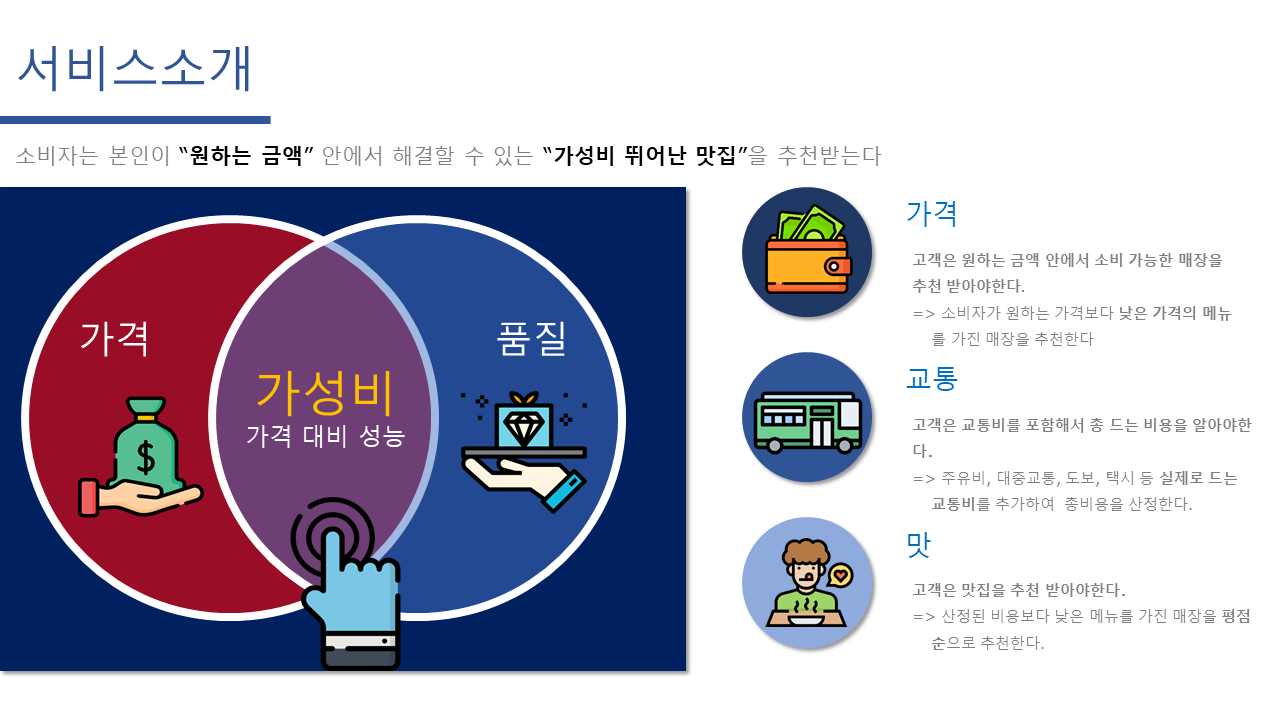 서비스소개
소비자는 본인이 “원하는 금액” 안에서 해결할 수 있는 “가성비 뛰어난 맛집”을 추천받는다
가격
품질
가성비
가격 대비 성능
$
가격
고객은 원하는 금액 안에서 소비 가능한 매장을
추천 받아야한다.
=> 소비자가 원하는 가격보다 낮은 가격의 메뉴
를 가진 매장을 추천한다
교통
고객은 교통비를 포함해서 총 드는 비용을 알아야한
다.
=> 주유비, 대중교통, 도보, 택시 등 실제로 드는
교통비를 추가하여 총비용을 산정한다.
맛
고객은 맛집을 추천 받아야한다.
=> 산정된 비용보다 낮은 메뉴를 가진 매장을 평점
순으로 추천한다.